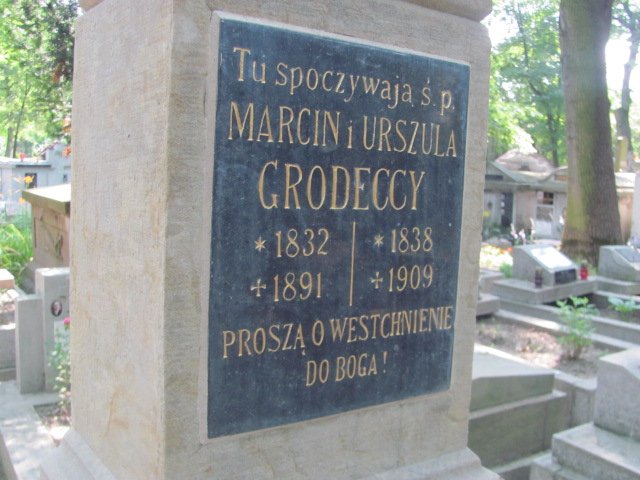 Tu spoczywają ś.p.
MARCIN i URSZULA
GRODECCY
* 1832 * 1838
+ 1891 + 1909
PROSZĄ O WESTCHNIENIE
DO BOGA!